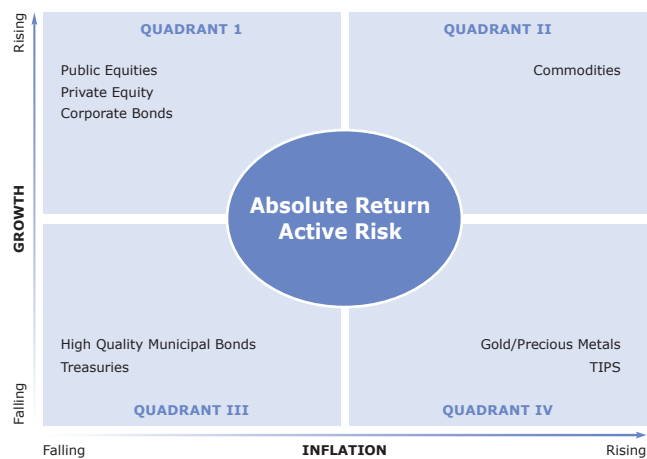 Rising
GROWTH
Falling
QUADRANT 1
Public Equities
Private Equity
Corporate Bonds
QUADRANT II
Commodities
Absolute Return
Active Risk
High Quality Municipal Bonds
Treasuries
QUADRANT III
Gold/Precious Metals
TIPS
QUADRANT IV
Falling
INFLATION
Rising